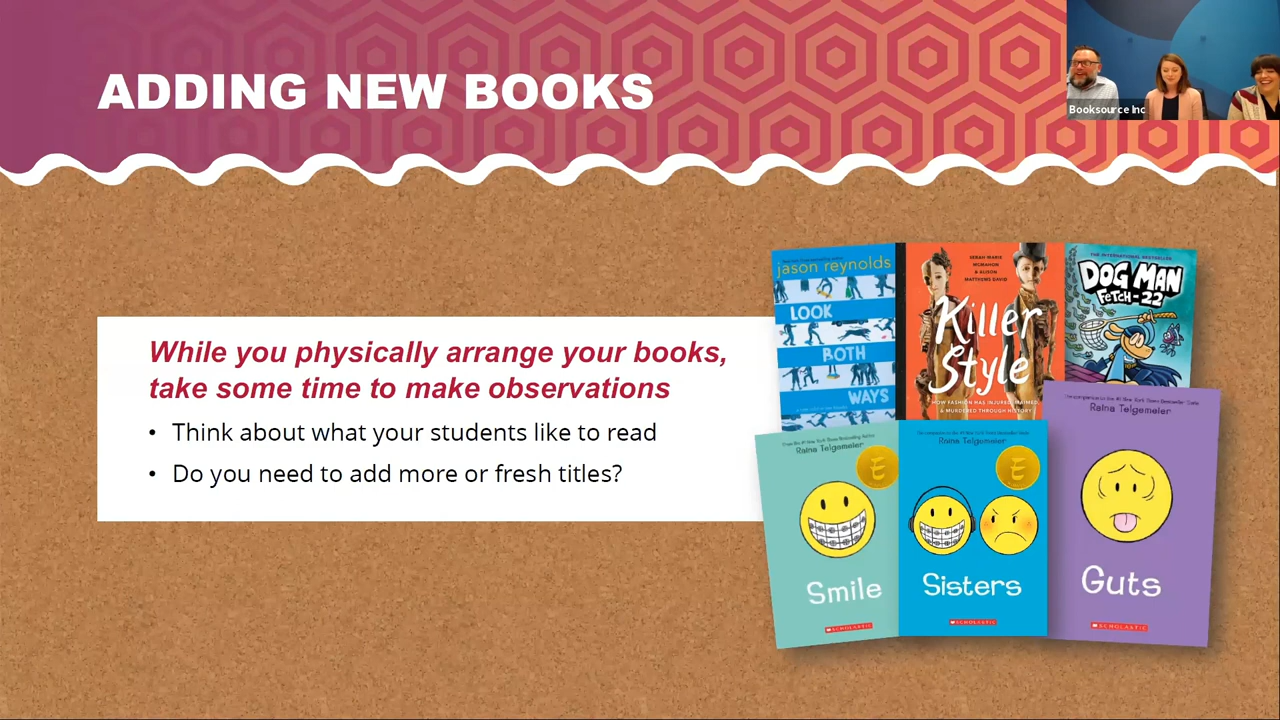 ADDING NEW BOOKS
Booksource Inc
While you physically arrange your books,
take some time to make observations
• Think about what your students like to read
• Do you need to add more or fresh titles?
jason reynolds
LOOK
BOTH
WAYS
SERAH-MARIE
MCMAHON
& ALISON
MATTHEWS DAVID
Killer
Style
HOW FASHION HAS INJURED, MAIMED,
& MURDERED THROUGH HISTORY
THE INTERNATIONAL BESTSELLER
DOG MAN
FETCH-22
Raina Telgemeier
E
Smile
SCHOLASTIC
Raina Telgemeier
E
Sisters
SCHOLASTIC
Raina Telgemeier
Guts
SCHOLASTIC